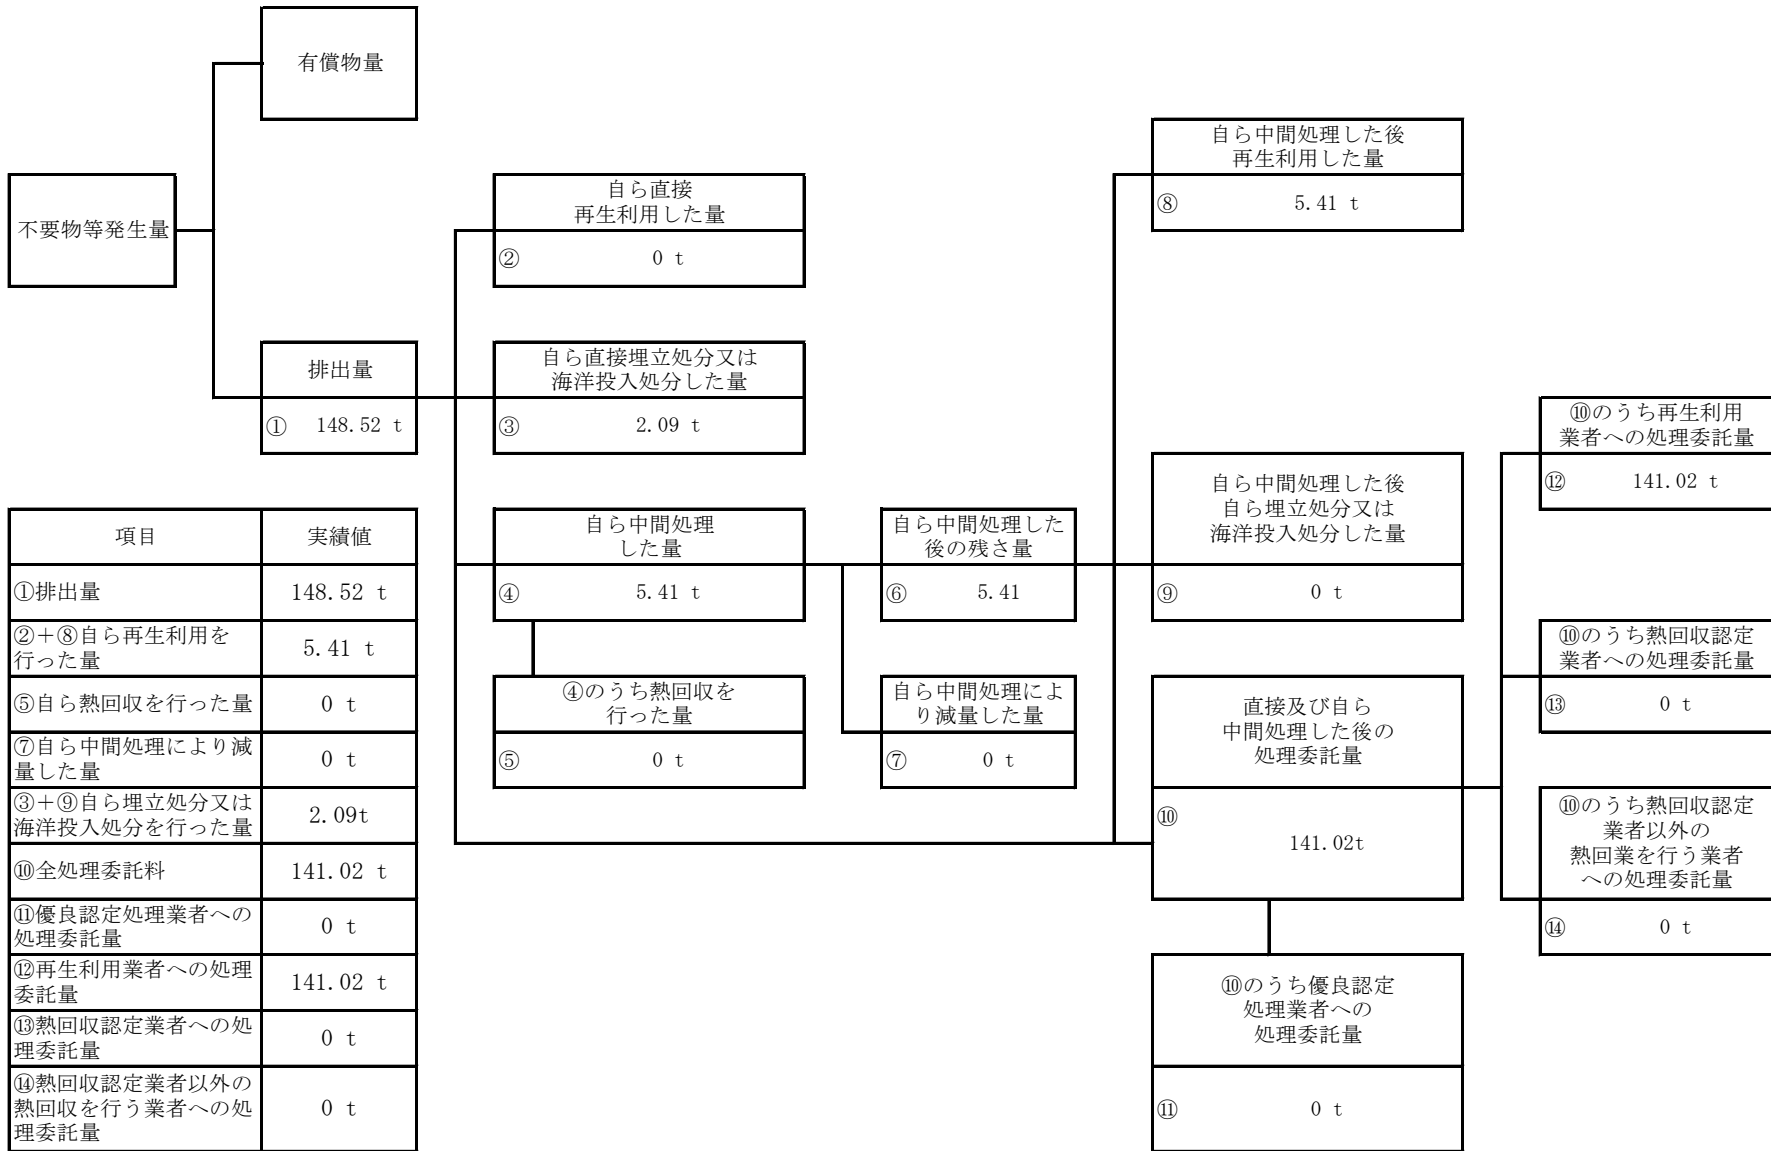 有償物量
不要物等発生量
排出量
① 148.52 t
自ら直接
再生利用した量
② 0 t
自ら直接埋立処分又は
海洋投入処分した量
③ 2.09 t
自ら中間処理
した量
④ 5.41 t
④のうち熱回収を
行った量
⑤ 0 t
自ら中間処理した
後の残さ量
⑥ 5.41
自ら中間処理によ
り減量した量
⑦ 0 t
自ら中間処理した後
再生利用した量
⑧ 5.41 t
自ら中間処理した後
自ら埋立処分又は
海洋投入処分した量
⑨ 0 t
直接及び自ら
中間処理した後の
処理委託量
⑩ 141.02t
⑩のうち優良認定
処理業者への
処理委託量
⑪ 0 t
⑩のうち再生利用
業者への処理委託量
⑫ 141.02 t
⑩のうち熱回収認定
業者への処理委託量
⑬ 0 t
⑩のうち熱回収認定
業者以外の
熱回業を行う業者
への処理委託量
⑭ 0 t
項目 実績値
①排出量 148.52 t
②＋⑧自ら再生利用を
行った量 5.41 t
⑤自ら熱回収を行った量 0 t
⑦自ら中間処理により減
量した量 0 t
③＋⑨自ら埋立処分又は
海洋投入処分を行った量 2.09t
⑩全処理委託料 141.02 t
⑪優良認定処理業者への
処理委託量 0 t
⑫再生利用業者への処理
委託量 141.02 t
⑬熱回収認定業者への処
理委託量 0 t
⑭熱回収認定業者以外の
熱回収を行う業者への処
理委託量 0 t